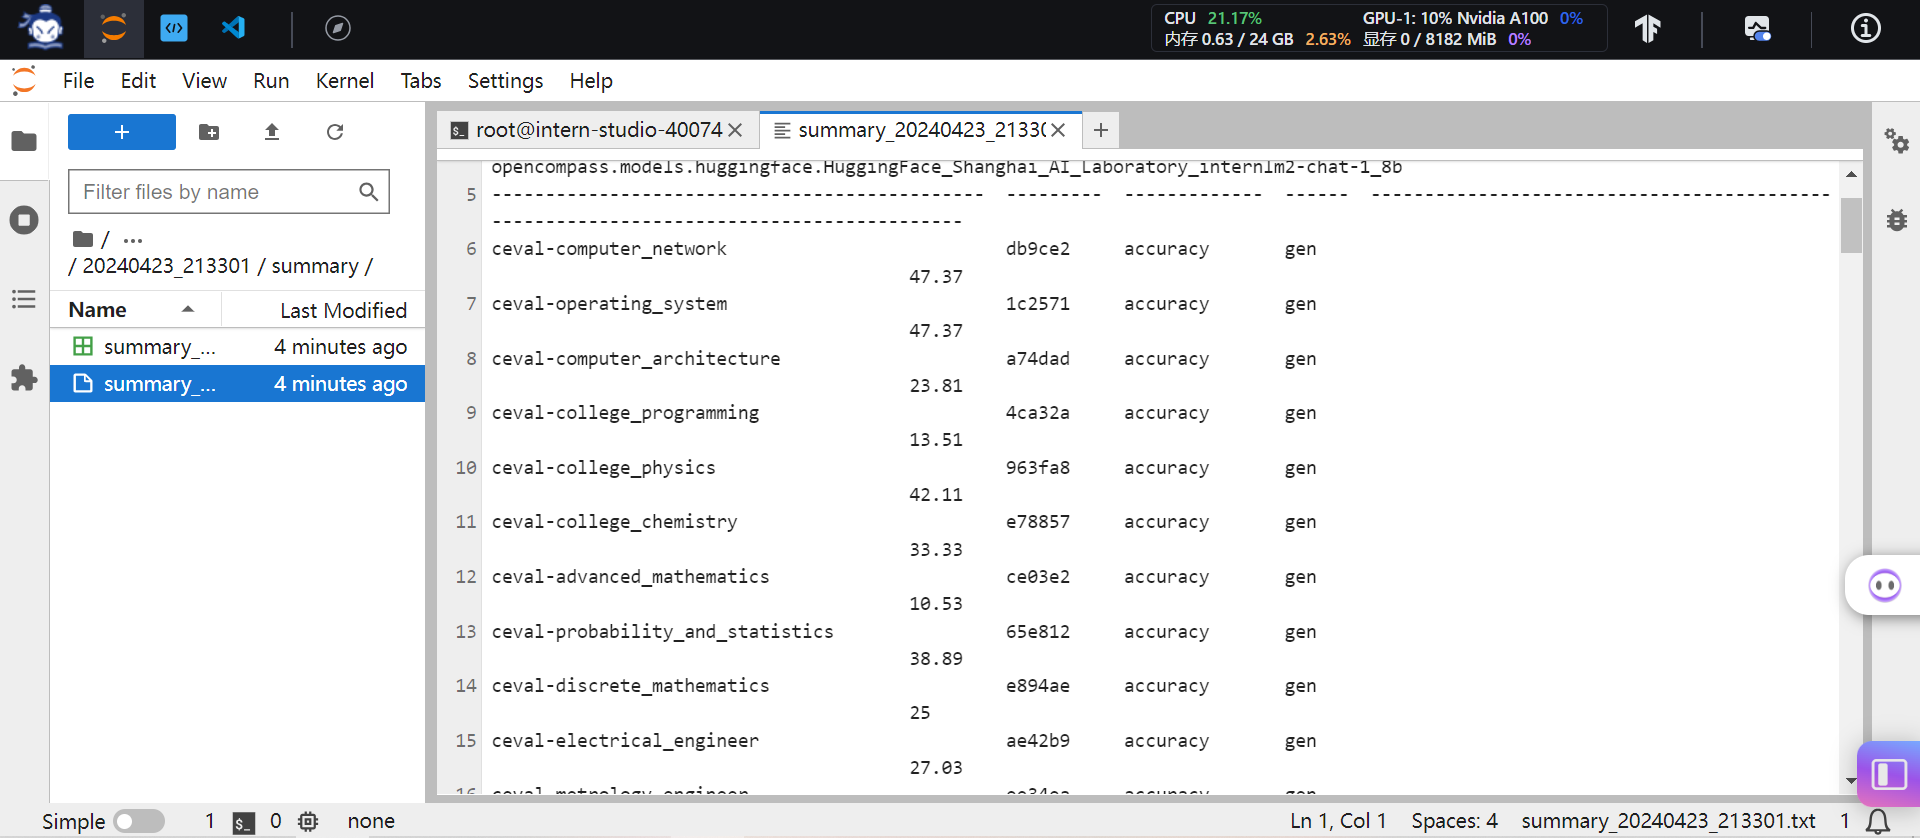 CPU 21.17% GPU-1: 10% Nvidia A100 0%
内存 0.63 / 24 GB 2.63% 显存 0 / 8182 MiB 0%
File Edit View Run Kernel Tabs Settings Help
+
root@intern-studio-40074
summary_20240423_21330
Filter files by name
/ ...
/ 20240423_213301 / summary /
Name Last Modified
summary_... 4 minutes ago
summary_... 4 minutes ago
opencompass.models.huggingface.HuggingFace_Shanghai_AI_Laboratory_internlm2-chat-1_8b
5 ---------------------------------------------- --------- ------------- ------ -------------------------------------------
--------------------------------------------
6 ceval-computer_network db9ce2 accuracy gen
47.37
7 ceval-operating_system 1c2571 accuracy gen
47.37
8 ceval-computer_architecture a74dad accuracy gen
23.81
9 ceval-college_programming 4ca32a accuracy gen
13.51
10 ceval-college_physics 963fa8 accuracy gen
42.11
11 ceval-college_chemistry e78857 accuracy gen
33.33
12 ceval-advanced_mathematics ce03e2 accuracy gen
10.53
13 ceval-probability_and_statistics 65e812 accuracy gen
38.89
14 ceval-discrete_mathematics e894ae accuracy gen
25
15 ceval-electrical_engineer ae42b9 accuracy gen
27.03
16 ceval-metrology_engineer ee34ea accuracy gen
Simple 1 0 none Ln 1, Col 1 Spaces: 4 summary_20240423_213301.txt 1